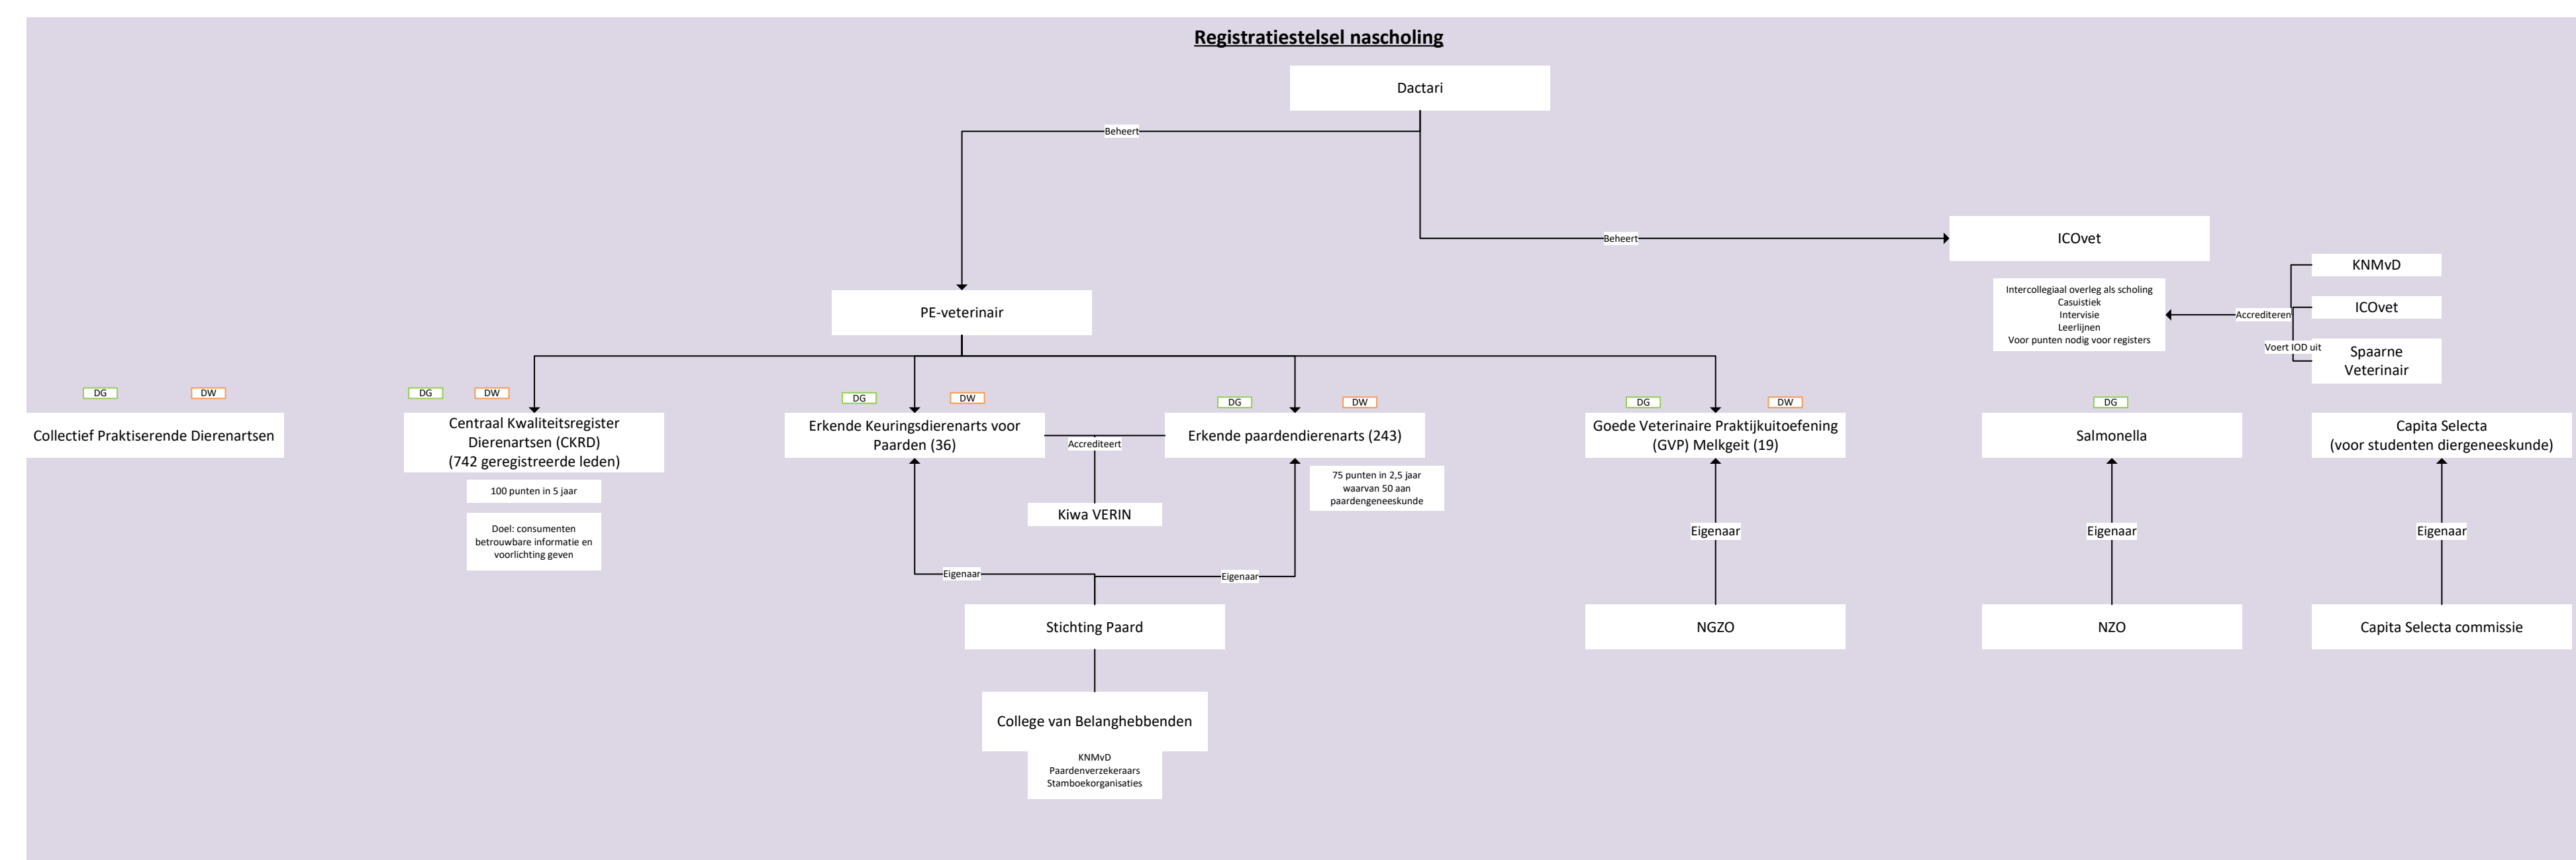 Registratiestelsel nascholing
Dactari
Beheert
Beheert
ICOvet
KNMvD
Intercollegiaal overleg als scholing
Casuistiek
Intervisie
Leerlijnen
Voor punten nodig voor registers
Accrediteren
ICOvet
Voert IOD uit
Spaarne
Veterinair
PE-veterinair
DG
DW
Collectief Praktiserende Dierenartsen
DG
DW
Centraal Kwaliteitsregister
Dierenartsen (CKRD)
(742 geregistreerde leden)
100 punten in 5 jaar
Doel: consumenten
betrouwbare informatie en
voorlichting geven
DG
DW
Erkende Keuringsdierenarts voor
Paarden (36)
Accrediteert
Kiwa VERIN
DG
DW
Erkende paardendierenarts (243)
75 punten in 2,5 jaar
waarvan 50 aan
paardengeneeskunde
DG
DW
Goede Veterinaire Praktijkuitoefening
(GVP) Melkgeit (19)
DG
Salmonella
Capita Selecta
(voor studenten diergeneeskunde)
Eigenaar
Eigenaar
Eigenaar
Eigenaar
Eigenaar
Stichting Paard
NGZO
NZO
Capita Selecta commissie
College van Belanghebbenden
KNMvD
Paardenverzekeraars
Stamboekorganisaties